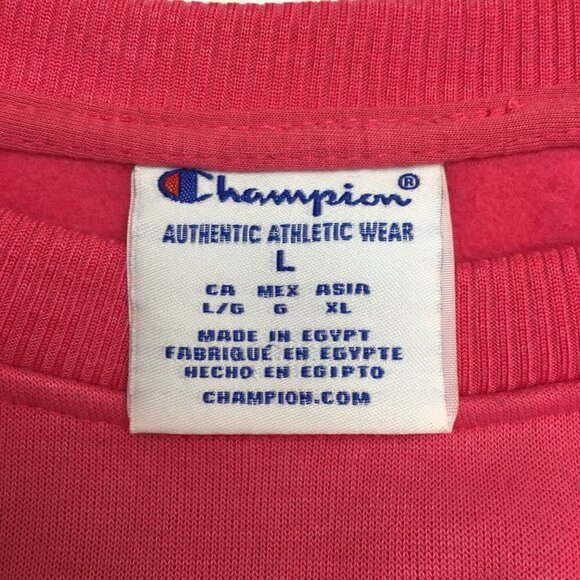 Champion®
AUTHENTIC ATHLETIC WEAR
L
CA MEX ASIA
L/G G XL
MADE IN EGYPT
FABRIQUÉ EN EGYPTE
HECHO EN EGIPTO
CHAMPION.COM